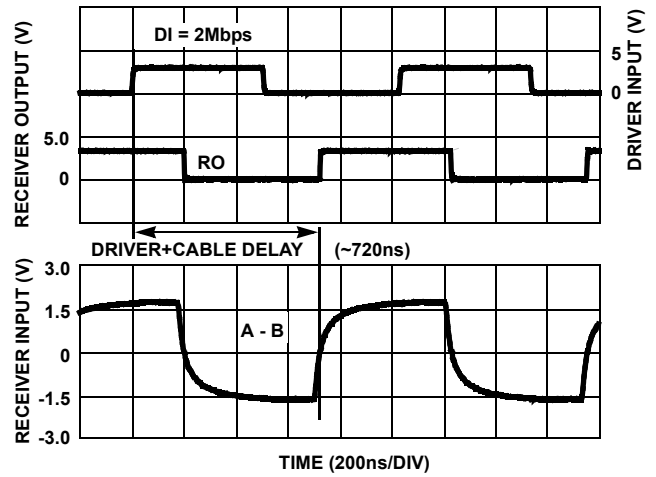 RECEIVER OUTPUT (V)
DI = 2Mbps
5
0
DRIVER INPUT (V)
5.0
0
RO
DRIVER+CABLE DELAY (~720ns)
RECEIVER INPUT (V)
3.0
1.5
0
-1.5
-3.0
A - B
TIME (200ns/DIV)